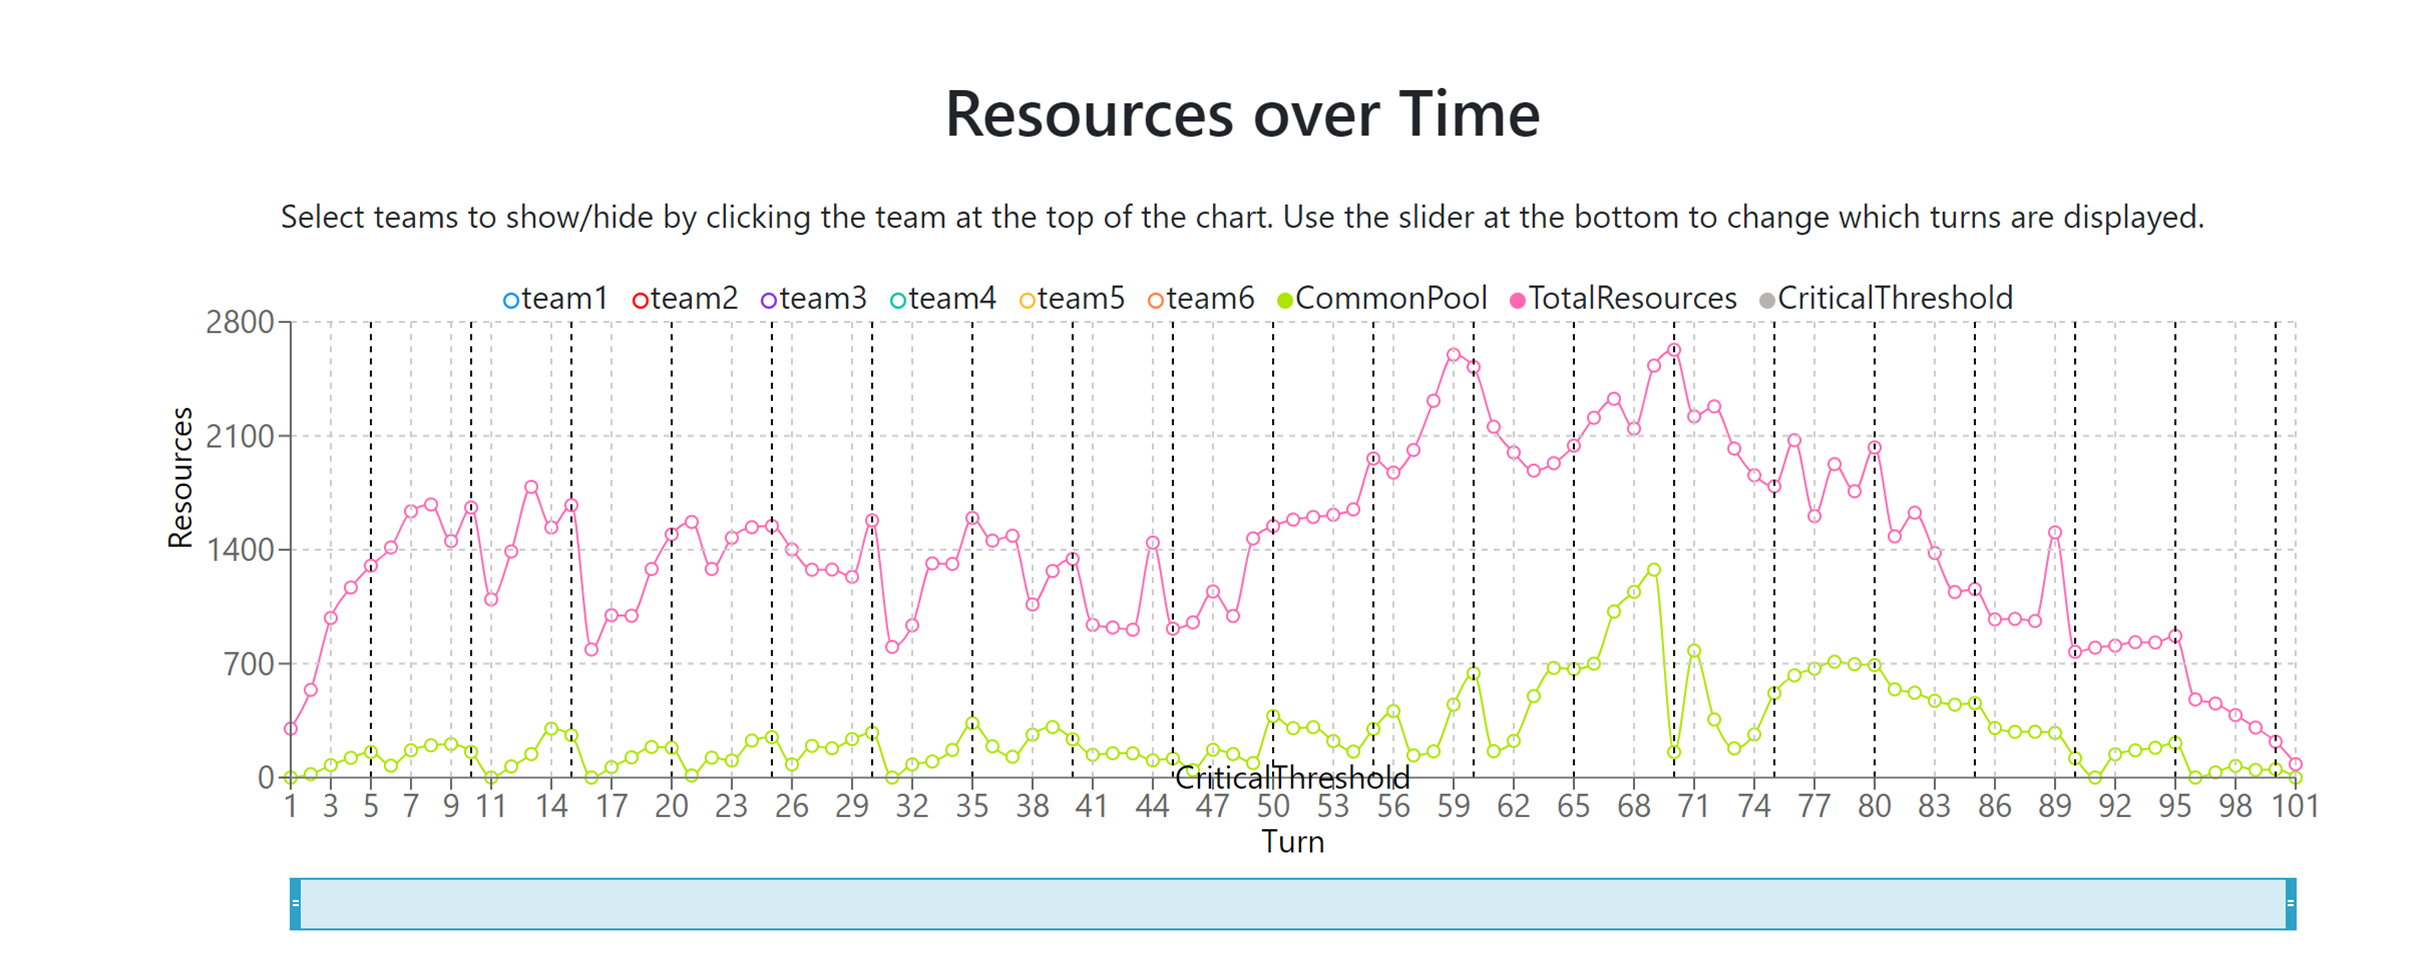 Resources over Time
Select teams to show/hide by clicking the team at the top of the chart. Use the slider at the bottom to change which turns are displayed.
team1 team2 team3 team4 team5 team6 CommonPool TotalResources CriticalThreshold
2800
2100
1400
700
0
Resources
CriticalThreshold
1 3 5 7 9 11 14 17 20 23 26 29 32 35 38 41 44 47 50 53 56 59 62 65 68 71 74 77 80 83 86 89 92 95 98 101
Turn